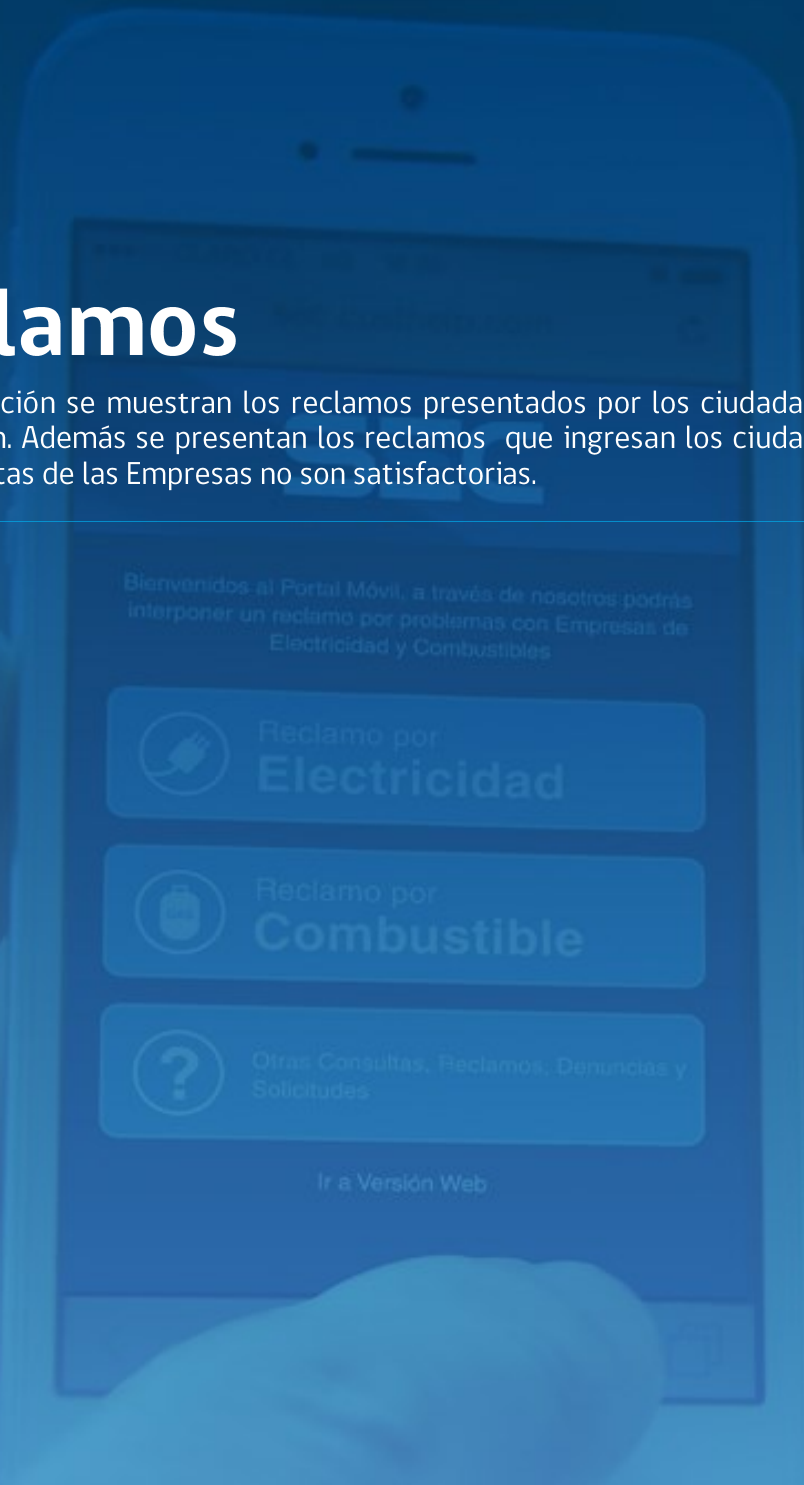 lamos
ción se muestran los reclamos presentados por los ciudada
n. Además se presentan los reclamos que ingresan los ciuda
tas de las Empresas no son satisfactorias.
SEC
Bienvenidos al Portal Móvil, a través de nosotros podrás
interponer un reclamo por problemas con Empresas de
Electricidad y Combustibles
Reclamo por
Electricidad
Reclamo por
Combustible
Otras Consultas, Reclamos, Denuncias y
Solicitudes
Ir a Versión Web